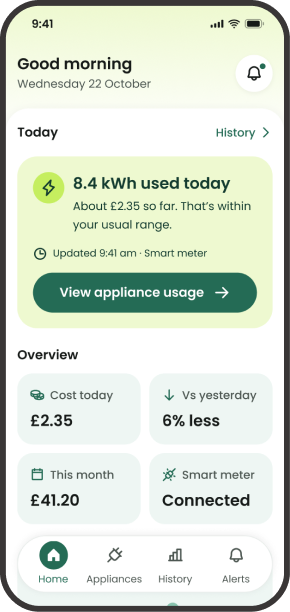 9:41
Good morning
Wednesday 22 October
Today
History
8.4 kWh used today
About £2.35 so far. That's within
your usual range.
Updated 9:41 am · Smart meter
View appliance usage
Overview
Cost today
£2.35
Vs yesterday
6% less
This month
£41.20
Smart meter
Connected
Home
Appliances
History
Alerts